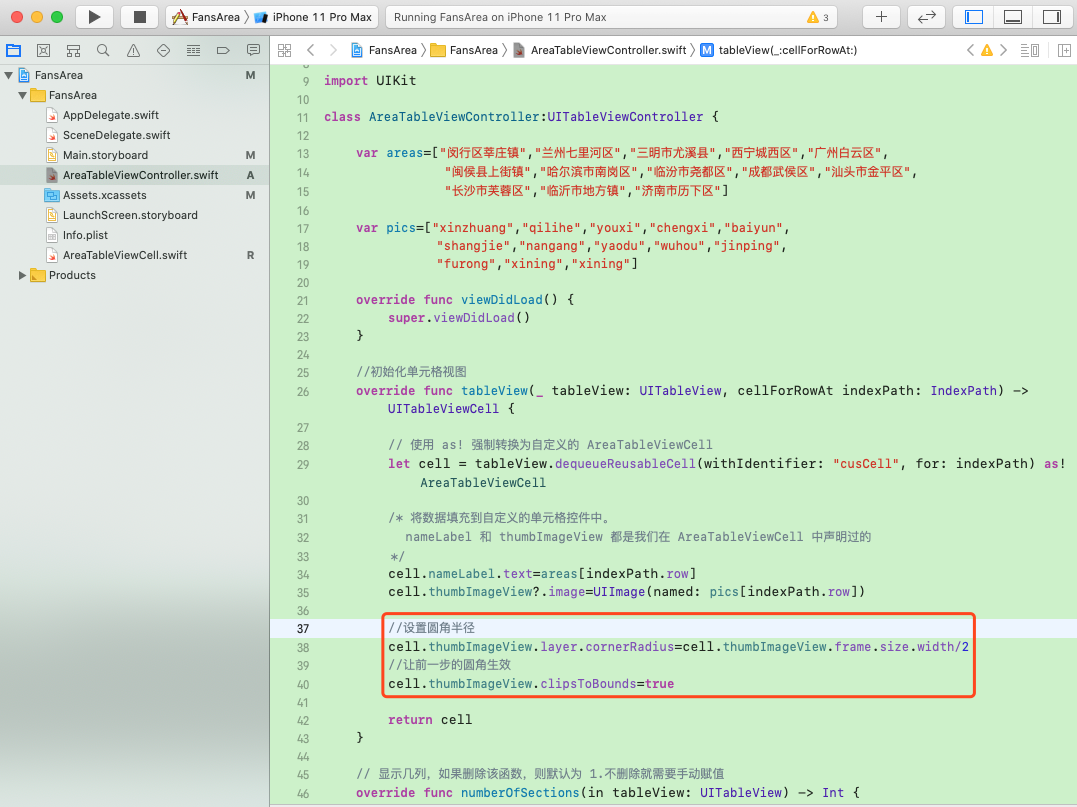 FansArea
iPhone 11 Pro Max
Running FansArea on iPhone 11 Pro Max
3
FansArea
FansArea
AreaTableViewController.swift
M
tableView(_:cellForRowAt:)
FansArea M
FansArea
AppDelegate.swift
SceneDelegate.swift
Main.storyboard M
AreaTableViewController.swift A
Assets.xcassets M
LaunchScreen.storyboard
Info.plist
AreaTableViewCell.swift R
Products
9 import UIKit
10
11 class AreaTableViewController:UITableViewController {
12
13 var areas=["闵行区莘庄镇","兰州七里河区","三明市尤溪县","西宁城西区","广州白云区",
14 "闽侯县上街镇","哈尔滨市南岗区","临汾市尧都区","成都武侯区","汕头市金平区",
15 "长沙市芙蓉区","临沂市地方镇","济南市历下区"]
16
17 var pics=["xinzhuang","qilihe","youxi","chengxi","baiyun",
18 "shangjie","nangang","yaodu","wuhou","jinping",
19 "furong","xining","xining"]
20
21 override func viewDidLoad() {
22 super.viewDidLoad()
23 }
24
25 //初始化单元格视图
26 override func tableView(_ tableView: UITableView, cellForRowAt indexPath: IndexPath) ->
UITableViewCell {
27
28 // 使用 as! 强制转换为自定义的 AreaTableViewCell
29 let cell = tableView.dequeueReusableCell(withIdentifier: "cusCell", for: indexPath) as!
AreaTableViewCell
30
31 /* 将数据填充到自定义的单元格控件中。
32 nameLabel 和 thumbImageView 都是我们在 AreaTableViewCell 中声明过的
33 */
34 cell.nameLabel.text=areas[indexPath.row]
35 cell.thumbImageView?.image=UIImage(named: pics[indexPath.row])
36
37 //设置圆角半径
38 cell.thumbImageView.layer.cornerRadius=cell.thumbImageView.frame.size.width/2
39 //让前一步的圆角生效
40 cell.thumbImageView.clipsToBounds=true
41
42 return cell
43 }
44
45 // 显示几列，如果删除该函数，则默认为 1.不删除就需要手动赋值
46 override func numberOfSections(in tableView: UITableView) -> Int {